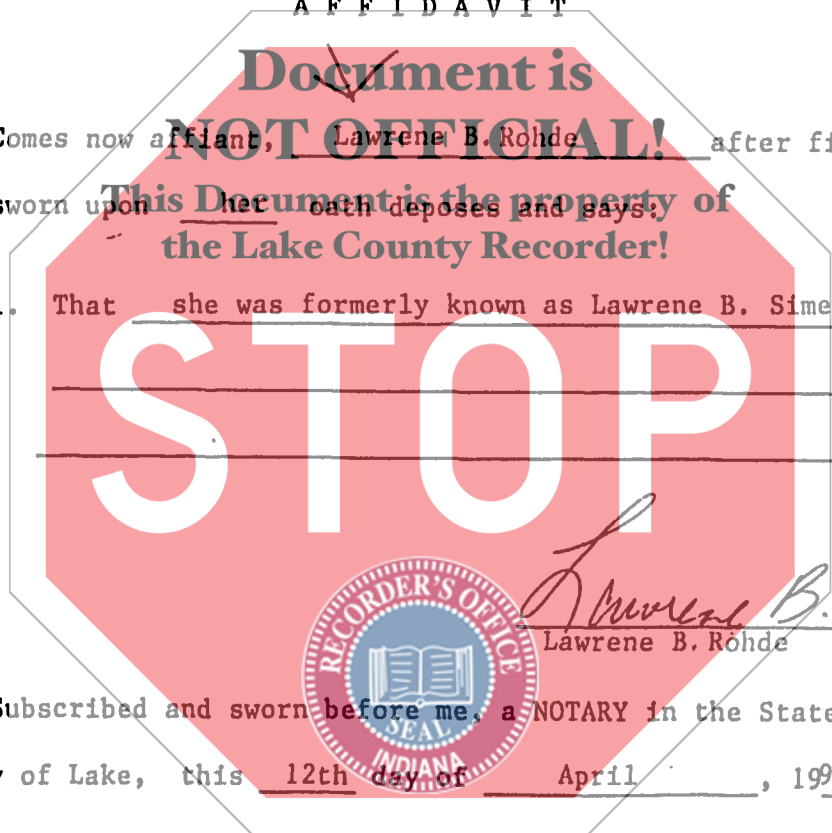 AFFIDAVIT
Document is
NOT OFFICIAL!
Comes now affiant, Lawrene B. Rohde after fi
This Document is the property of
sworn upon her oath deposes and says:
the Lake County Recorder!
. That she was formerly known as Lawrene B. Sime
STOP
Lawrene B.
Lawrene B. Rohde
RECORDER'S OFFICE
SEAL
INDIANA
Subscribed and sworn before me, a NOTARY in the State
of Lake, this 12th day of April , 199